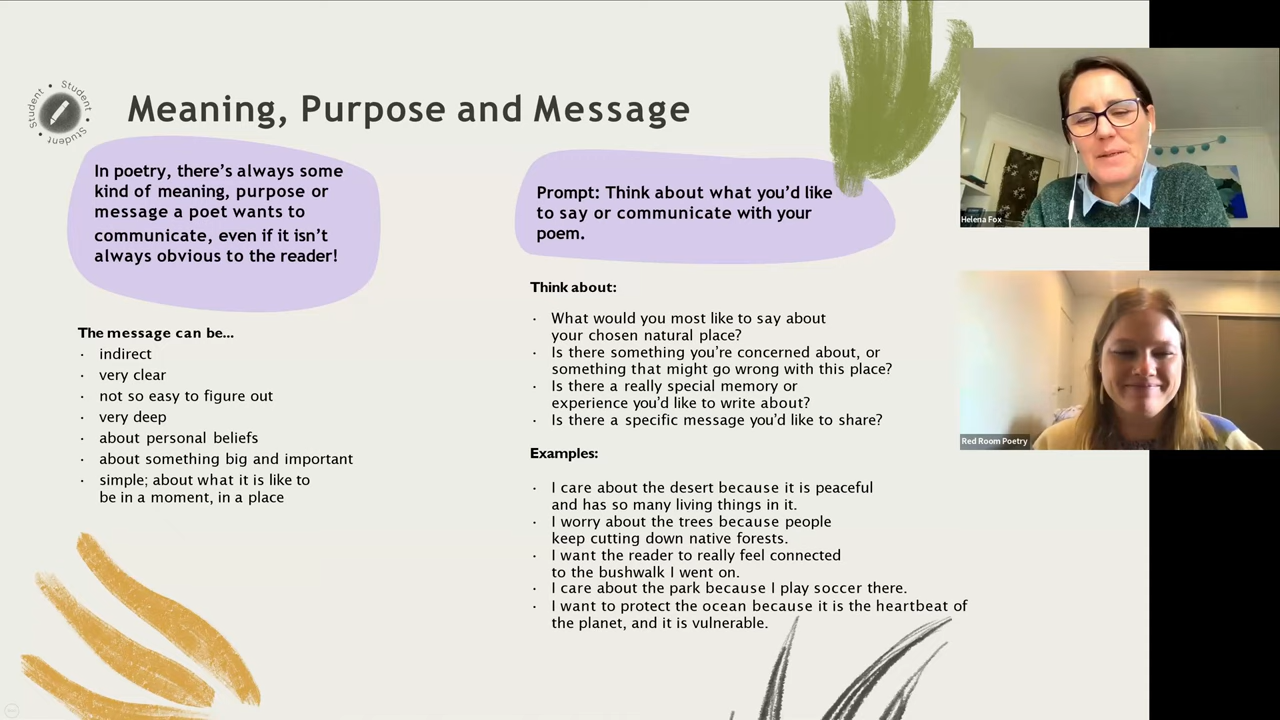 Student • Student • Student •
Meaning, Purpose and Message
In poetry, there's always some
kind of meaning, purpose or
message a poet wants to
communicate, even if it isn't
always obvious to the reader!
The message can be...
· indirect
· very clear
· not so easy to figure out
· very deep
· about personal beliefs
· about something big and important
· simple; about what it is like to
be in a moment, in a place
Prompt: Think about what you'd like
to say or communicate with your
poem.
Think about:
· What would you most like to say about
your chosen natural place?
· Is there something you're concerned about, or
something that might go wrong with this place?
· Is there a really special memory or
experience you'd like to write about?
· Is there a specific message you'd like to share?
Examples:
· I care about the desert because it is peaceful
and has so many living things in it.
· I worry about the trees because people
keep cutting down native forests.
· I want the reader to really feel connected
to the bushwalk I went on.
· I care about the park because I play soccer there.
· I want to protect the ocean because it is the heartbeat of
the planet, and it is vulnerable.
Helena Fox
Red Room Poetry